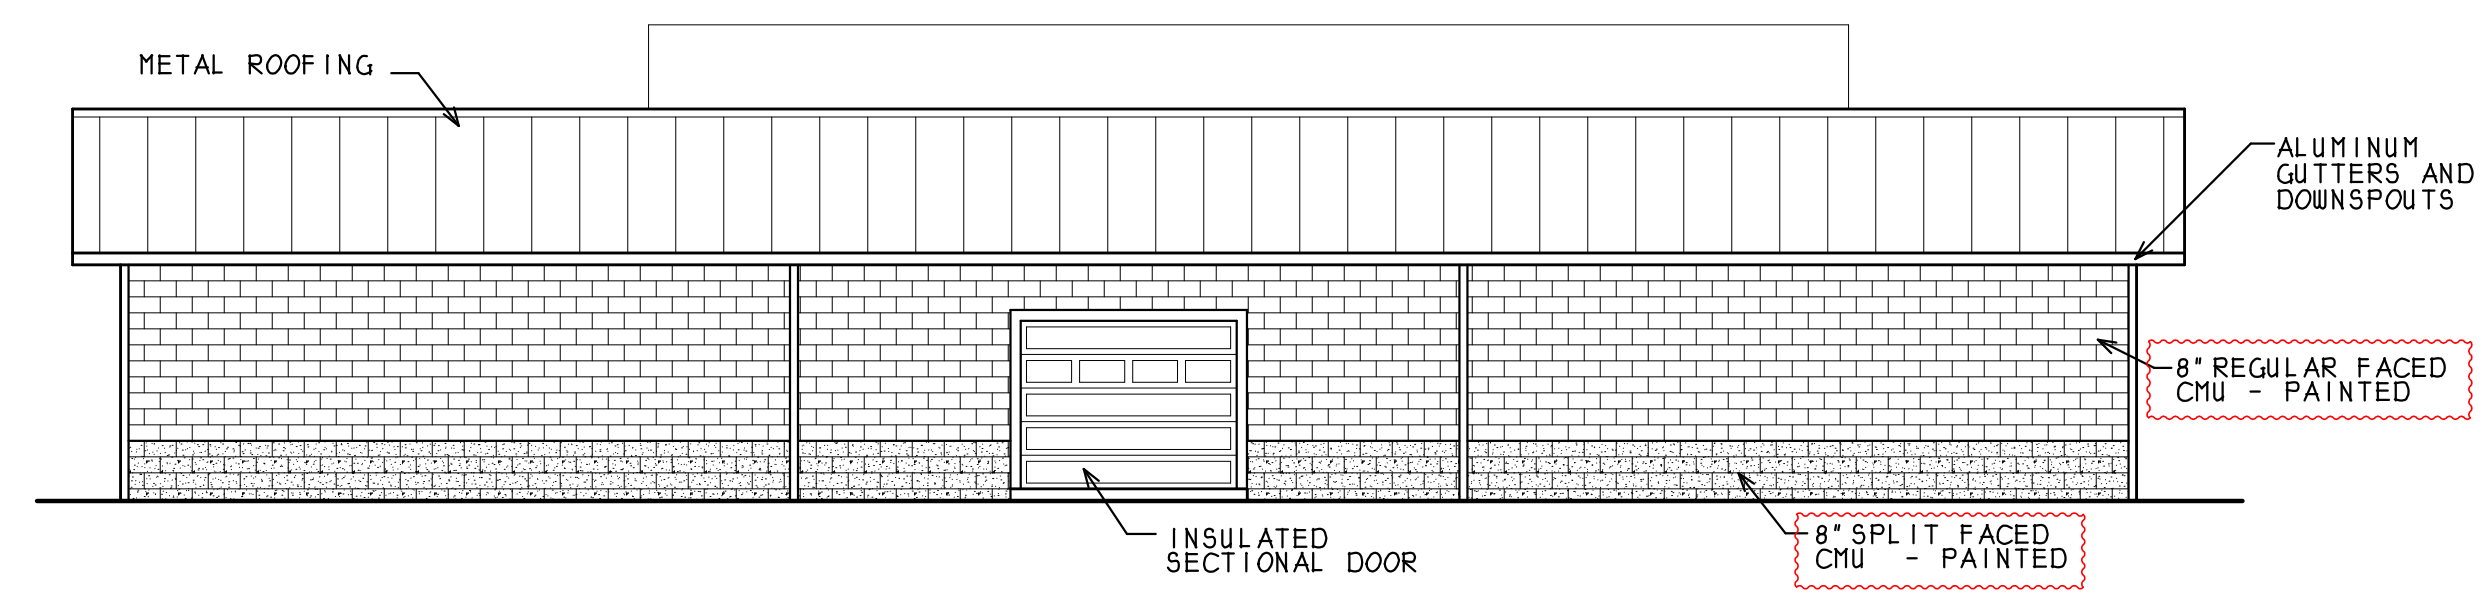 METAL ROOFING
ALUMINUM
GUTTERS AND
DOWNSPOUTS
8" REGULAR FACED
CMU - PAINTED
INSULATED
SECTIONAL DOOR
8" SPLIT FACED
CMU - PAINTED